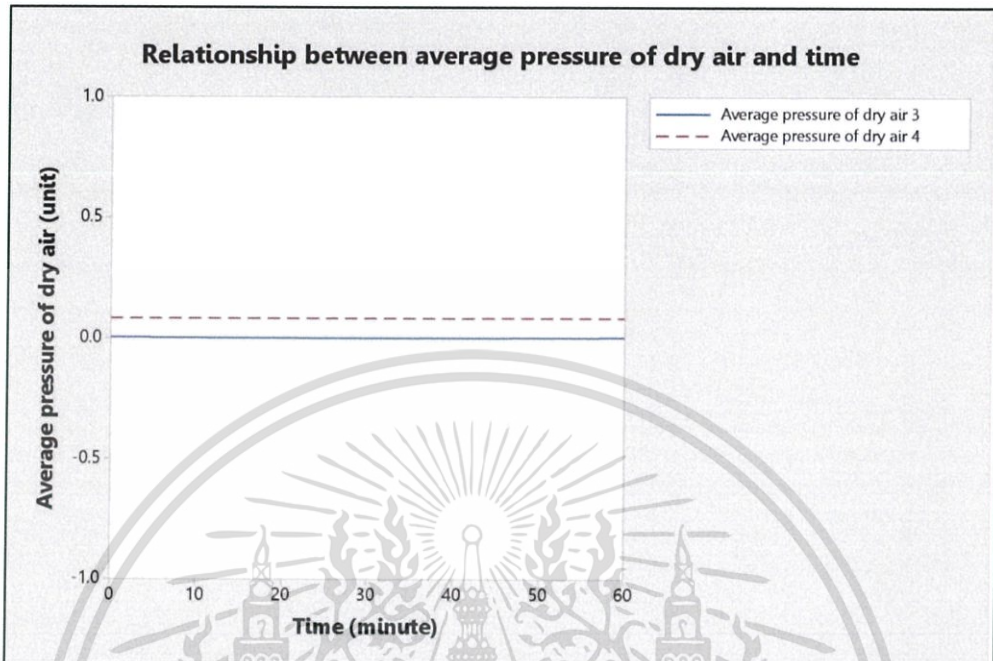 Relationship between average pressure of dry air and time
1.0
0.5
0.0
-0.5
-1.0
Average pressure of dry air (unit)
0 10 20 30 40 50 60
Time (minute)
Average pressure of dry air 3
Average pressure of dry air 4